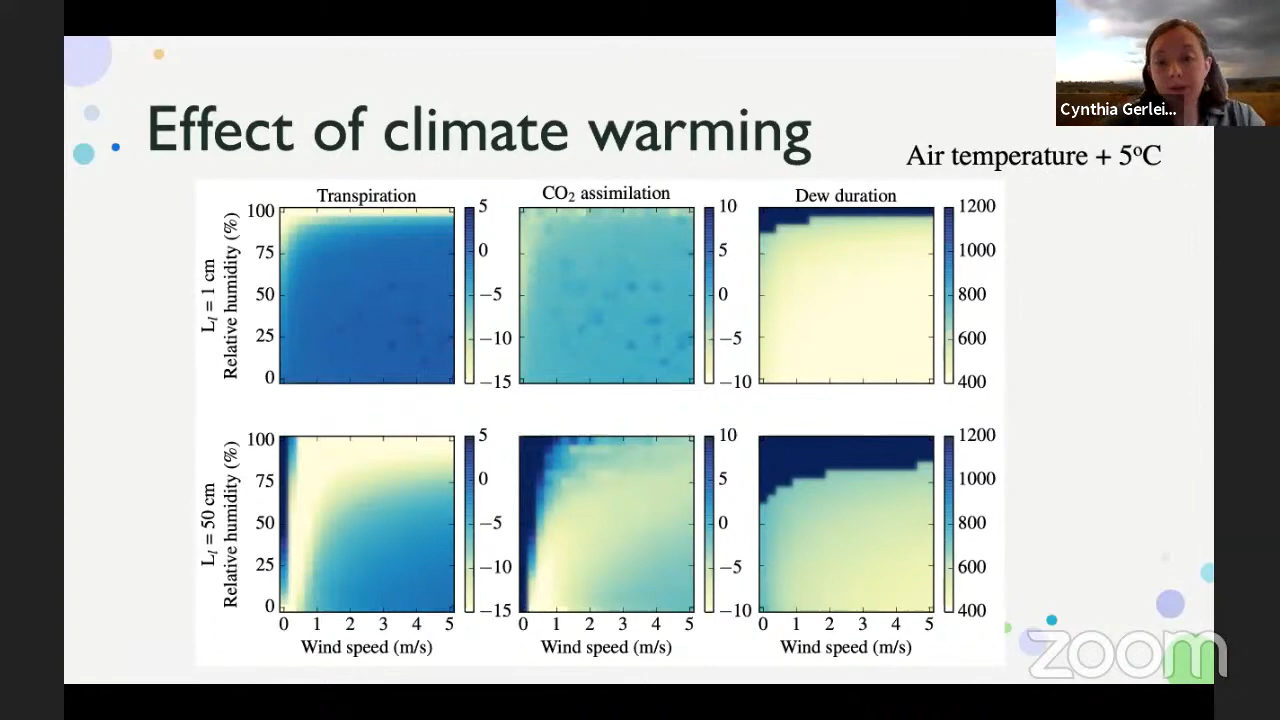 Cynthia Gerlei...
Effect of climate warming
Air temperature + 5°C
Transpiration
CO₂ assimilation
Dew duration
L_l = 1 cm
Relative humidity (%)
100
75
50
25
0
5
0
−5
−10
−15
10
5
0
−5
−10
1200
1000
800
600
400
L_l = 50 cm
Relative humidity (%)
100
75
50
25
0
5
0
−5
−10
−15
10
5
0
−5
−10
1200
1000
800
600
400
0 1 2 3 4 5
0 1 2 3 4 5
0 1 2 3 4 5
Wind speed (m/s)
Wind speed (m/s)
Wind speed (m/s)
zoom